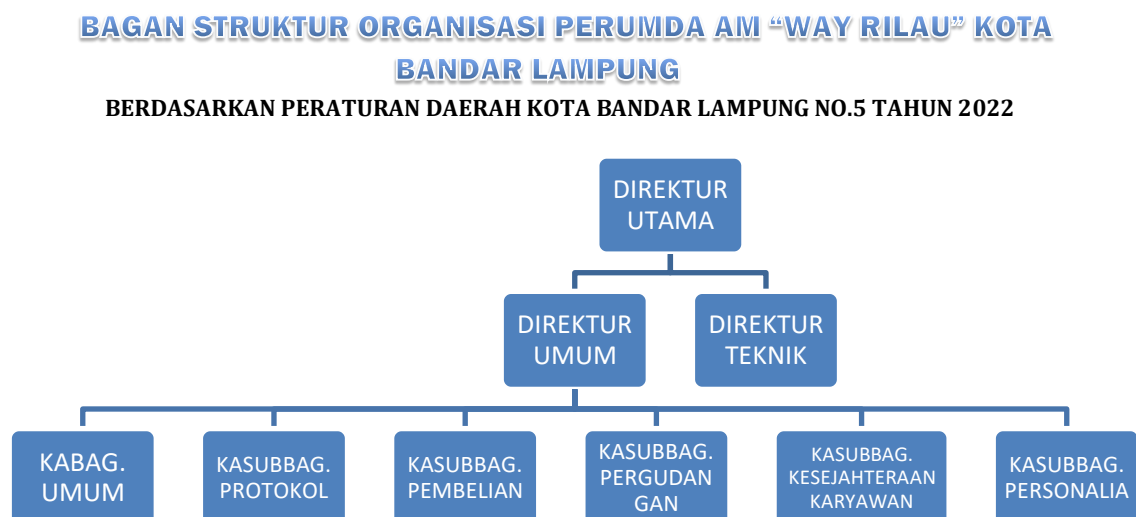 BAGAN STRUKTUR ORGANISASI PERUMDA AM “WAY RILAU” KOTA
BANDAR LAMPUNG
BERDASARKAN PERATURAN DAERAH KOTA BANDAR LAMPUNG NO.5 TAHUN 2022
DIREKTUR
UTAMA
DIREKTUR
UMUM
DIREKTUR
TEKNIK
KABAG.
UMUM
KASUBBAG.
PROTOKOL
KASUBBAG.
PEMBELIAN
KASUBBAG.
PERGUDAN
GAN
KASUBBAG.
KESEJAHTERAAN
KARYAWAN
KASUBBAG.
PERSONALIA